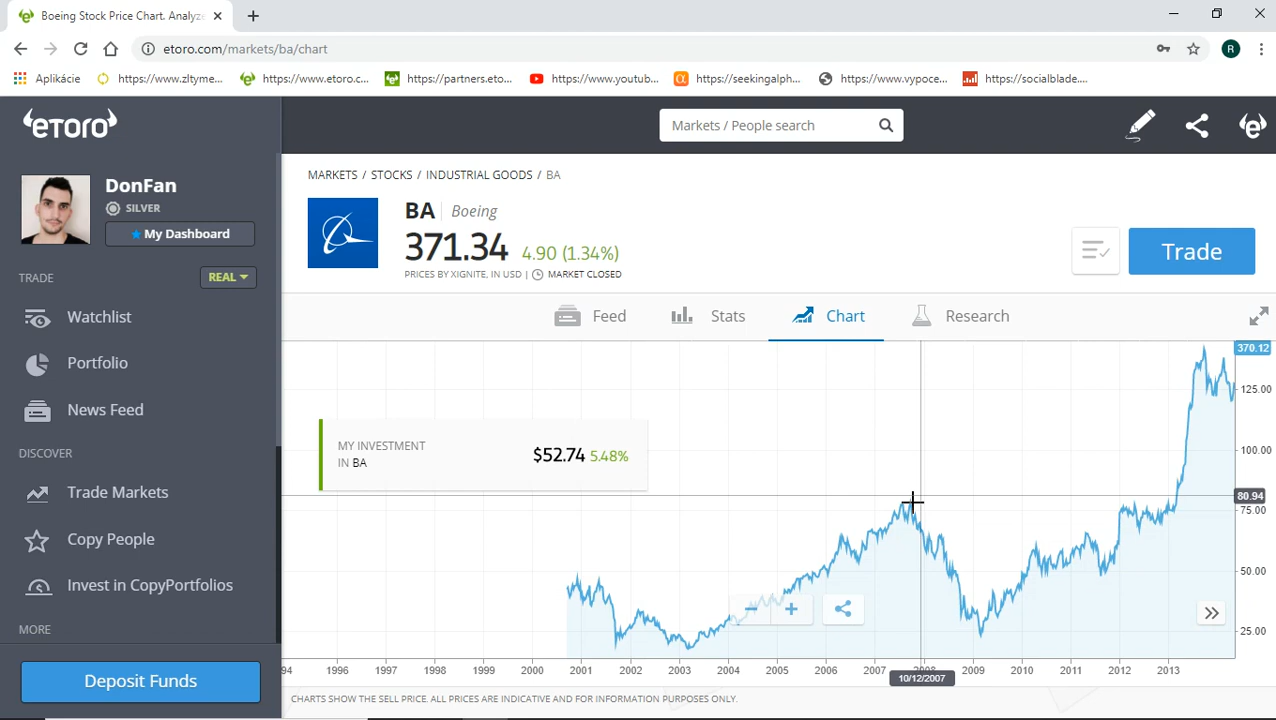 Boeing Stock Price Chart. Analyze
etoro.com/markets/ba/chart
R
Aplikácie
https://www.zltyme...
https://www.etoro.c...
https://partners.eto...
https://www.youtub...
https://seekingalph...
https://www.vypoce...
https://socialblade....
etoro
Markets / People search
DonFan
SILVER
My Dashboard
TRADE
REAL
Watchlist
Portfolio
News Feed
DISCOVER
Trade Markets
Copy People
Invest in CopyPortfolios
MORE
Deposit Funds
MARKETS / STOCKS / INDUSTRIAL GOODS / BA
BA Boeing
371.34 4.90 (1.34%)
PRICES BY XIGNITE, IN USD MARKET CLOSED
Trade
Feed Stats Chart Research
MY INVESTMENT
IN BA
$52.74 5.48%
370.12
125.00
100.00
80.94
75.00
50.00
25.00
94 1996 1997 1998 1999 2000 2001 2002 2003 2004 2005 2006 2007 2008 2009 2010 2011 2012 2013
10/12/2007
CHARTS SHOW THE SELL PRICE. ALL PRICES ARE INDICATIVE AND FOR INFORMATION PURPOSES ONLY.